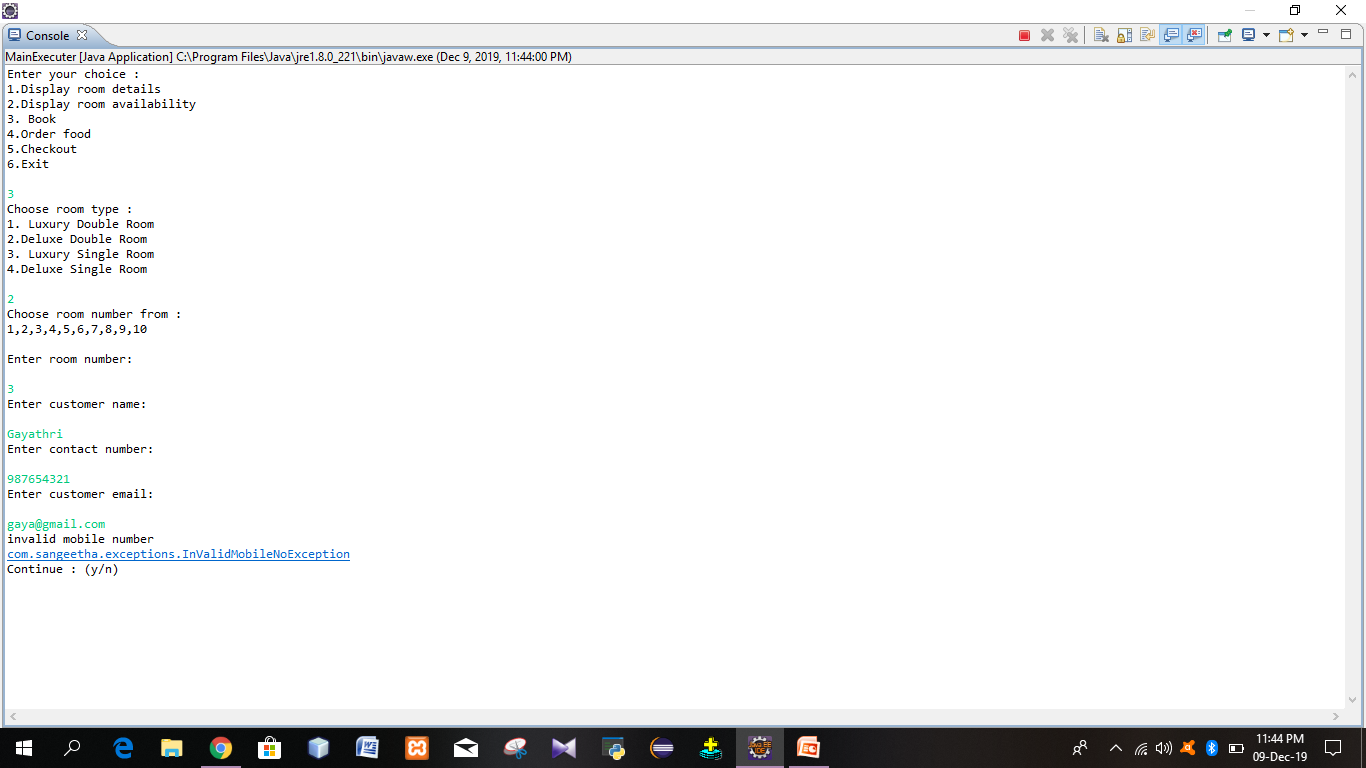 Console
MainExecuter [Java Application] C:\Program Files\Java\jre1.8.0_221\bin\javaw.exe (Dec 9, 2019, 11:44:00 PM)
Enter your choice :
1.Display room details
2.Display room availability
3. Book
4.Order food
5.Checkout
6.Exit
3
Choose room type :
1. Luxury Double Room
2.Deluxe Double Room
3. Luxury Single Room
4.Deluxe Single Room
2
Choose room number from :
1,2,3,4,5,6,7,8,9,10
Enter room number:
3
Enter customer name:
Gayathri
Enter contact number:
987654321
Enter customer email:
gaya@gmail.com
invalid mobile number
com.sangeetha.exceptions.InValidMobileNoException
Continue : (y/n)
11:44 PM
09-Dec-19